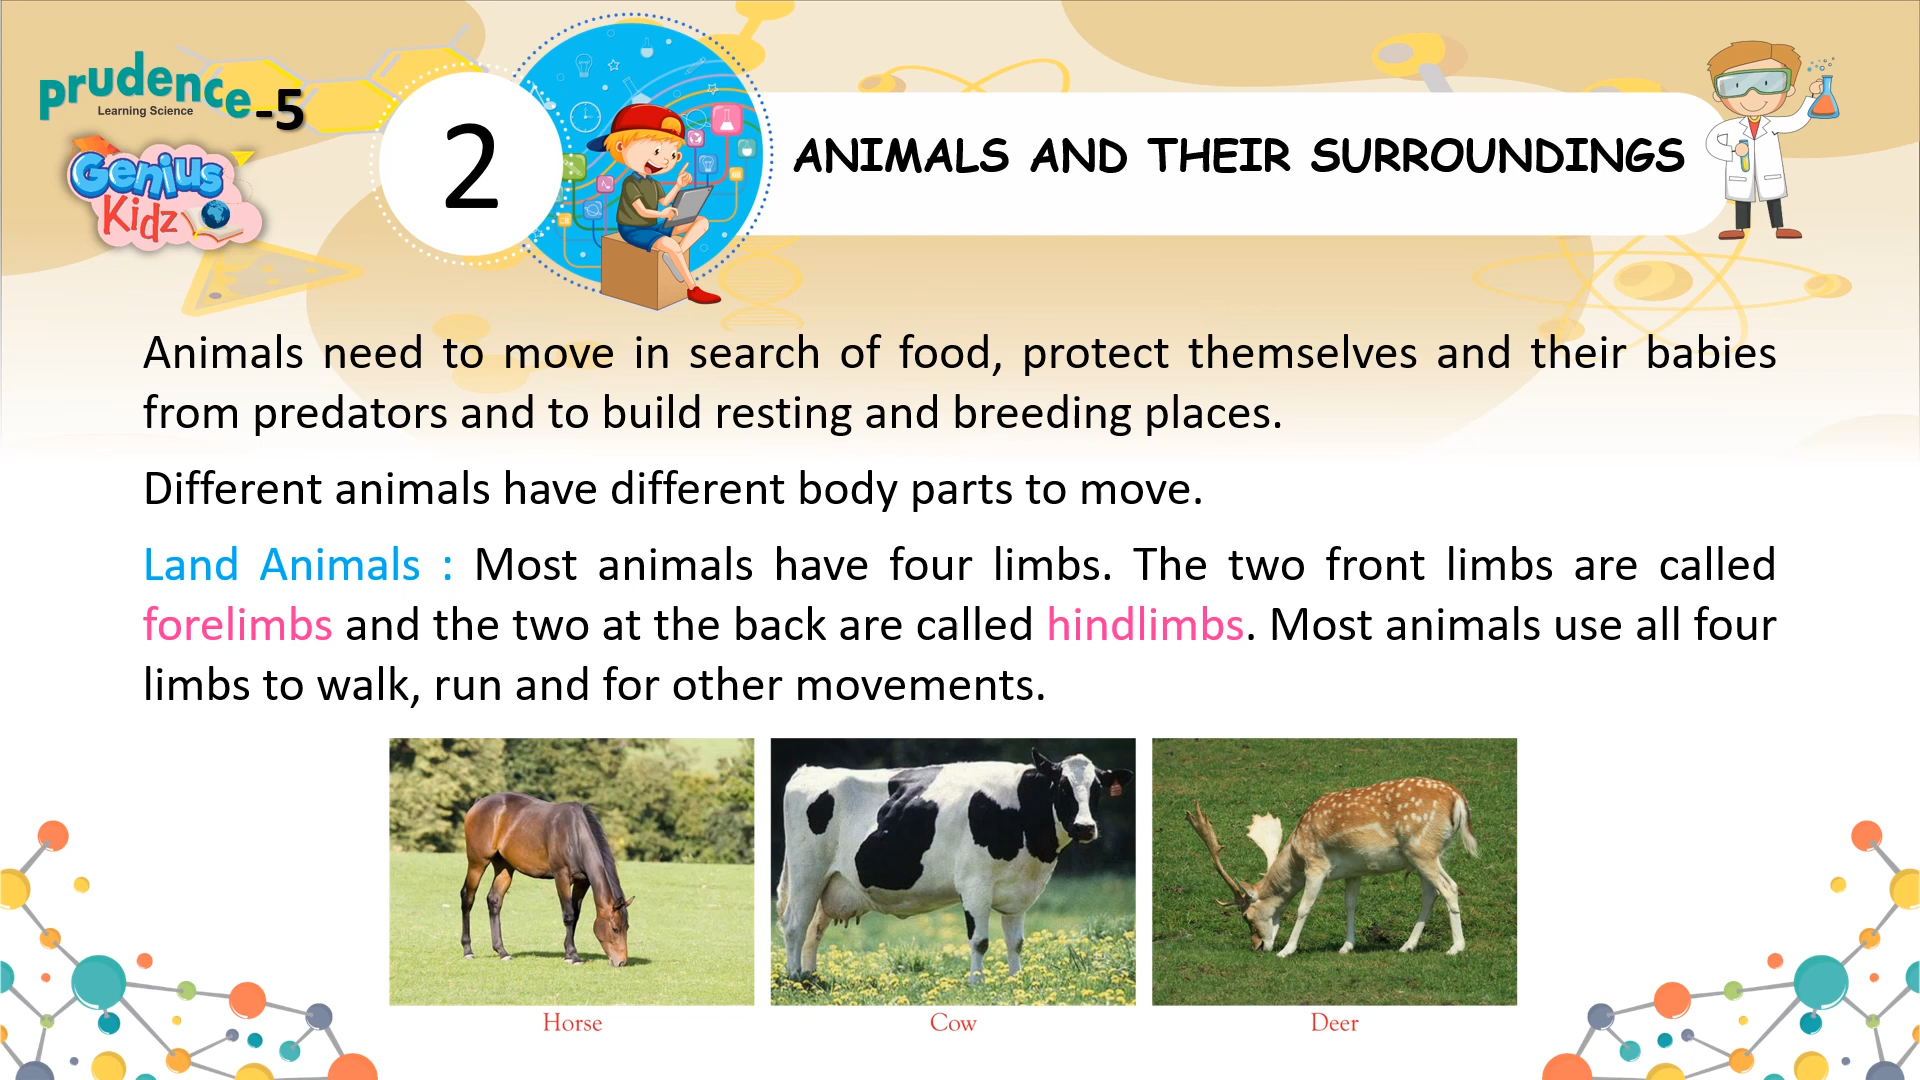 prudence-5
Learning Science
Genius
Kidz
2
ANIMALS AND THEIR SURROUNDINGS
Animals need to move in search of food, protect themselves and their babies
from predators and to build resting and breeding places.
Different animals have different body parts to move.
Land Animals : Most animals have four limbs. The two front limbs are called
forelimbs and the two at the back are called hindlimbs. Most animals use all four
limbs to walk, run and for other movements.
Horse
Cow
Deer